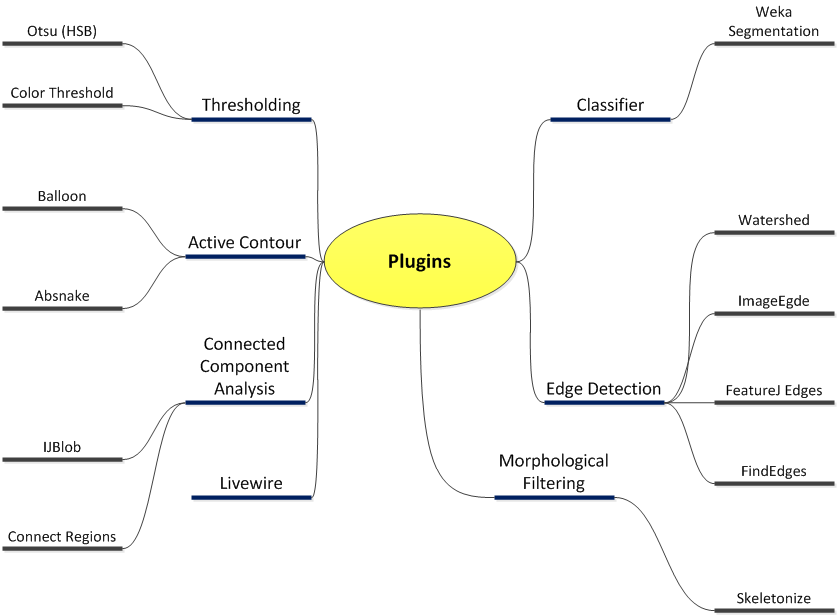 Otsu (HSB)
Color Threshold
Thresholding
Balloon
Active Contour
Absnake
Connected
Component
Analysis
IJBlob
Connect Regions
Livewire
Plugins
Weka
Segmentation
Classifier
Watershed
ImageEgde
Edge Detection
FeatureJ Edges
FindEdges
Morphological
Filtering
Skeletonize